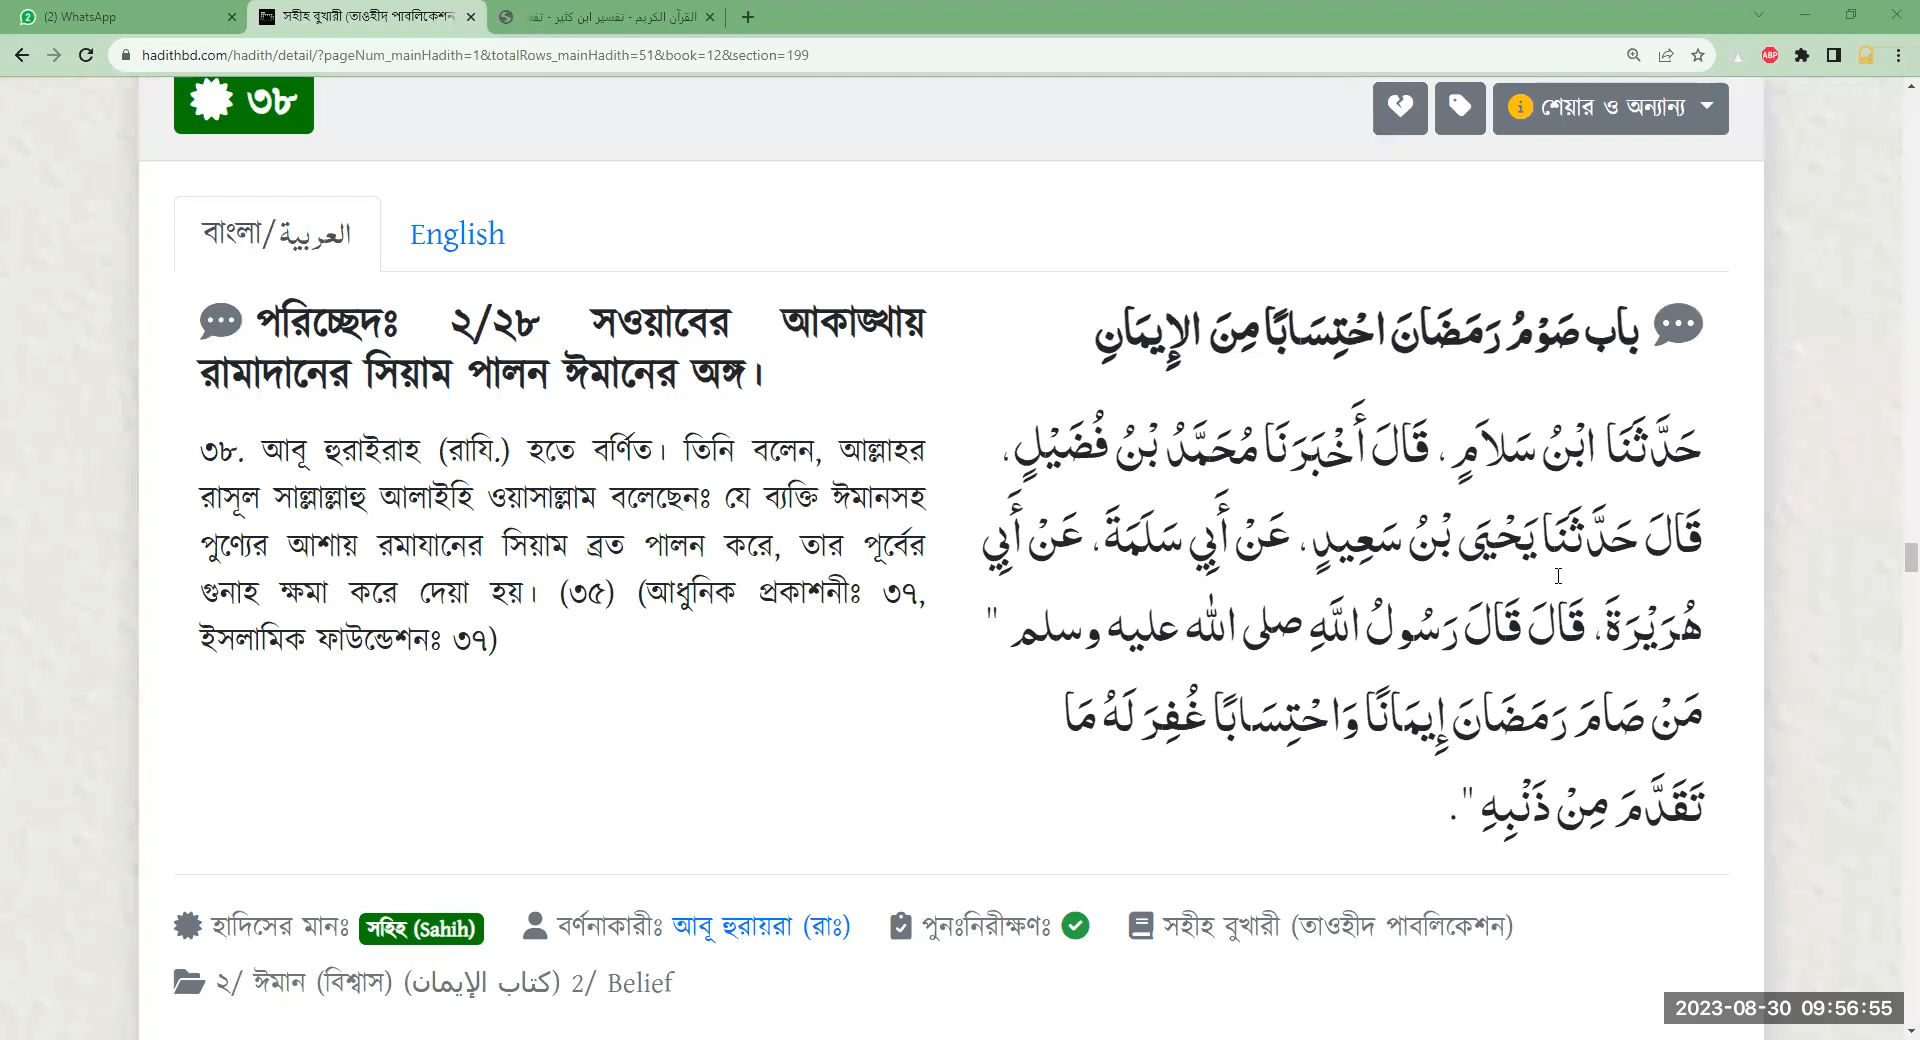 (2) WhatsApp
সহীহ বুখারী (তাওহীদ পাবলিকেশন
القرآن الكريم - تفسير ابن كثير - تفـ
hadithbd.com/hadith/detail/?pageNum_mainHadith=1&totalRows_mainHadith=51&book=12&section=199
ABP
৩৮
শেয়ার ও অন্যান্য
বাংলা/العربية
English
পরিচ্ছেদঃ ২/২৮ সওয়াবের আকাঙ্খায়
রামাদানের সিয়াম পালন ঈমানের অঙ্গ।
৩৮. আবূ হুরাইরাহ (রাযি.) হতে বর্ণিত। তিনি বলেন, আল্লাহর
রাসূল সাল্লাল্লাহু আলাইহি ওয়াসাল্লাম বলেছেনঃ যে ব্যক্তি ঈমানসহ
পুণ্যের আশায় রমাযানের সিয়াম ব্রত পালন করে, তার পূর্বের
গুনাহ ক্ষমা করে দেয়া হয়। (৩৫) (আধুনিক প্রকাশনীঃ ৩৭,
ইসলামিক ফাউন্ডেশনঃ ৩৭)
باب صَوْمُ رَمَضَانَ احْتِسَابًا مِنَ الإِيمَانِ
حَدَّثَنَا ابْنُ سَلاَمٍ، قَالَ أَخْبَرَنَا مُحَمَّدُ بْنُ فُضَيْلٍ،
قَالَ حَدَّثَنَا يَحْيَى بْنُ سَعِيدٍ، عَنْ أَبِي سَلَمَةَ، عَنْ أَبِي
هُرَيْرَةَ، قَالَ قَالَ رَسُولُ اللَّهِ صلى الله عليه وسلم "
مَنْ صَامَ رَمَضَانَ إِيمَانًا وَاحْتِسَابًا غُفِرَ لَهُ مَا
تَقَدَّمَ مِنْ ذَنْبِهِ ".
হাদিসের মানঃ সহিহ (Sahih) বর্ণনাকারীঃ আবূ হুরায়রা (রাঃ) পুনঃনিরীক্ষণঃ সহীহ বুখারী (তাওহীদ পাবলিকেশন)
২/ ঈমান (বিশ্বাস) (كتاب الإيمان) 2/ Belief
2023-08-30 09:56:55